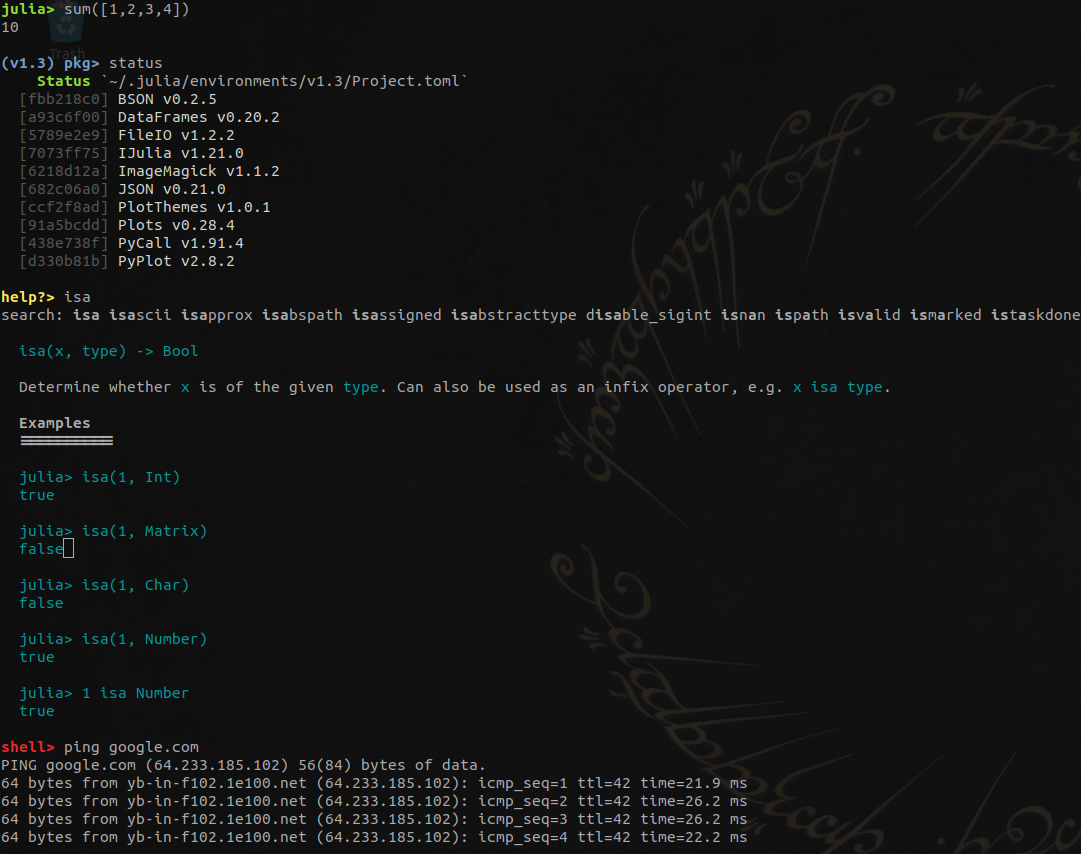 julia> sum([1,2,3,4])
10
Trash
(v1.3) pkg> status
Status `~/.julia/environments/v1.3/Project.toml`
[fbb218c0] BSON v0.2.5
[a93c6f00] DataFrames v0.20.2
[5789e2e9] FileIO v1.2.2
[7073ff75] IJulia v1.21.0
[6218d12a] ImageMagick v1.1.2
[682c06a0] JSON v0.21.0
[ccf2f8ad] PlotThemes v1.0.1
[91a5bcdd] Plots v0.28.4
[438e738f] PyCall v1.91.4
[d330b81b] PyPlot v2.8.2
help?> isa
search: isa isascii isapprox isabspath isassigned isabstracttype disable_sigint isnan ispath isvalid ismarked istaskdone
isa(x, type) -> Bool
Determine whether x is of the given type. Can also be used as an infix operator, e.g. x isa type.
Examples
≡≡≡≡≡≡≡≡≡≡
julia> isa(1, Int)
true
julia> isa(1, Matrix)
false
julia> isa(1, Char)
false
julia> isa(1, Number)
true
julia> 1 isa Number
true
shell> ping google.com
PING google.com (64.233.185.102) 56(84) bytes of data.
64 bytes from yb-in-f102.1e100.net (64.233.185.102): icmp_seq=1 ttl=42 time=21.9 ms
64 bytes from yb-in-f102.1e100.net (64.233.185.102): icmp_seq=2 ttl=42 time=26.2 ms
64 bytes from yb-in-f102.1e100.net (64.233.185.102): icmp_seq=3 ttl=42 time=26.2 ms
64 bytes from yb-in-f102.1e100.net (64.233.185.102): icmp_seq=4 ttl=42 time=22.2 ms